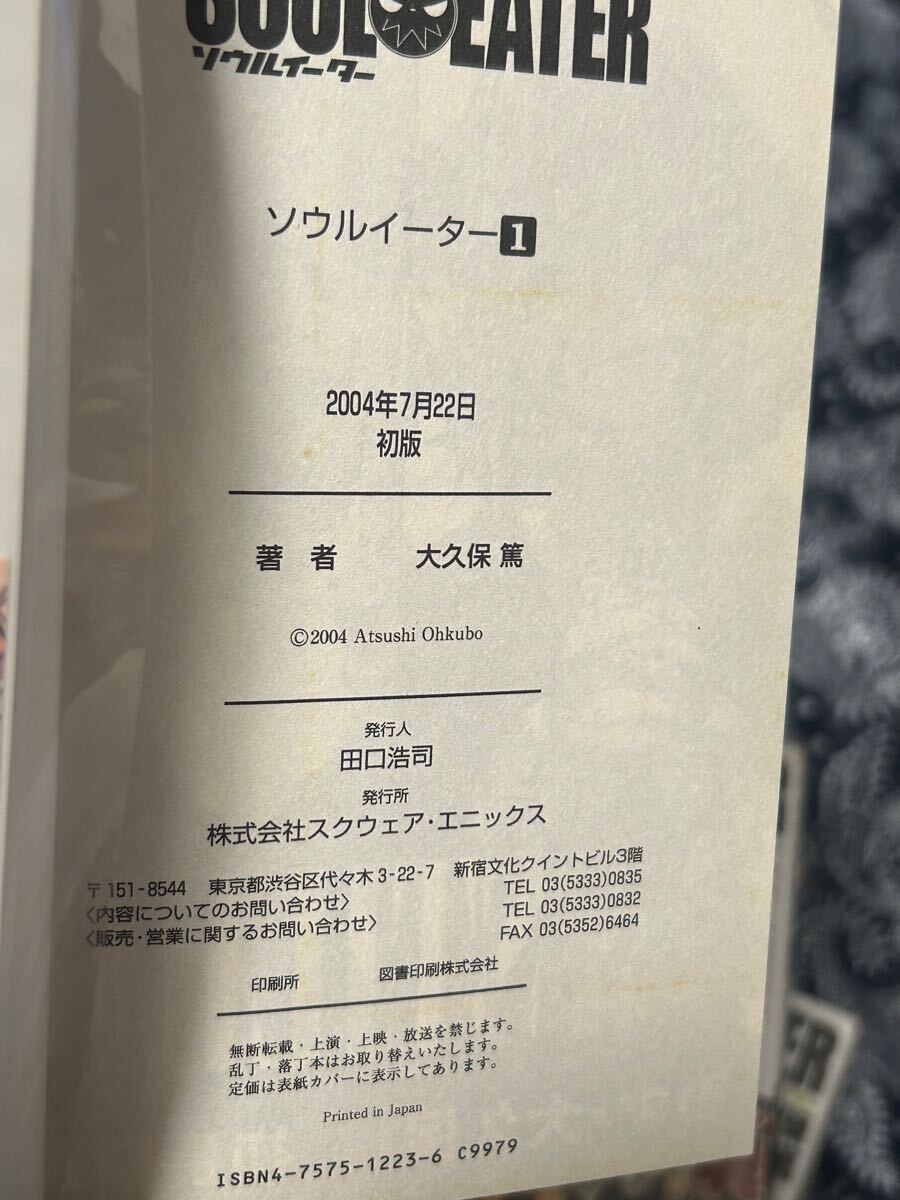 SOUL EATER
ソウルイーター
ソウルイーター1
2004年7月22日
初版
著 者 大久保 篤
©2004 Atsushi Ohkubo
発行人
田口浩司
発行所
株式会社スクウェア・エニックス
〒151-8544 東京都渋谷区代々木3-22-7 新宿文化クイントビル3階
〈内容についてのお問い合わせ〉 TEL 03(5333)0835
〈販売・営業に関するお問い合わせ〉 TEL 03(5333)0832
FAX 03(5352)6464
印刷所 図書印刷株式会社
無断転載・上演・上映・放送を禁じます。
乱丁・落丁本はお取り替えいたします。
定価は表紙カバーに表示してあります。
Printed in Japan
ISBN4-7575-1223-6 C9979